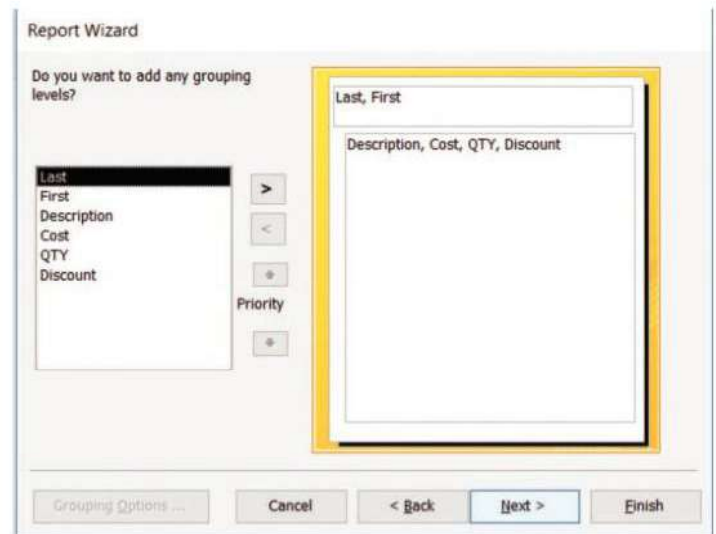 Report Wizard
Do you want to add any grouping
levels?
Last
First
Description
Cost
QTY
Discount
>
<
Priority
Last, First
Description, Cost, QTY, Discount
Grouping Options ...
Cancel
< Back
Next >
Finish